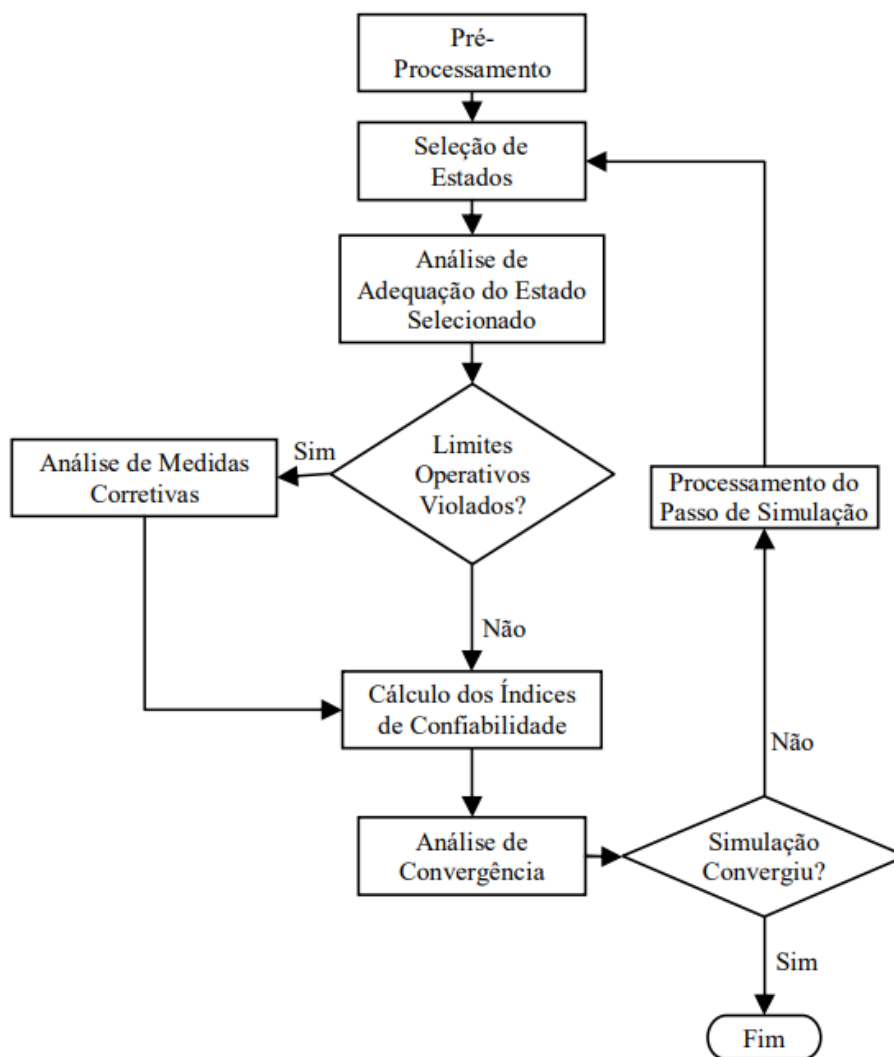 Pré-
Processamento
Seleção de
Estados
Análise de
Adequação do Estado
Selecionado
Limites
Operativos
Violados?
Sim
Análise de Medidas
Corretivas
Não
Cálculo dos Índices
de Confiabilidade
Análise de
Convergência
Simulação
Convergiu?
Não
Processamento do
Passo de Simulação
Sim
Fim